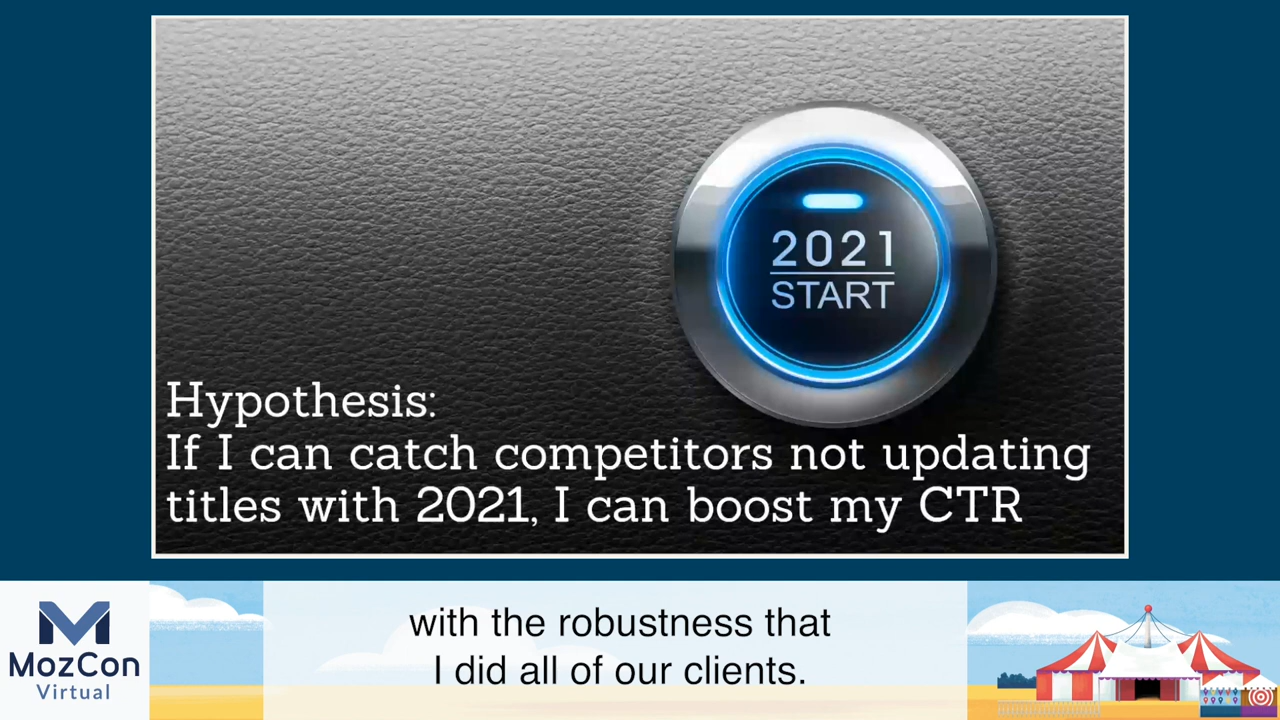 2021
START
Hypothesis:
If I can catch competitors not updating
titles with 2021, I can boost my CTR
with the robustness that
I did all of our clients.
MozCon
Virtual